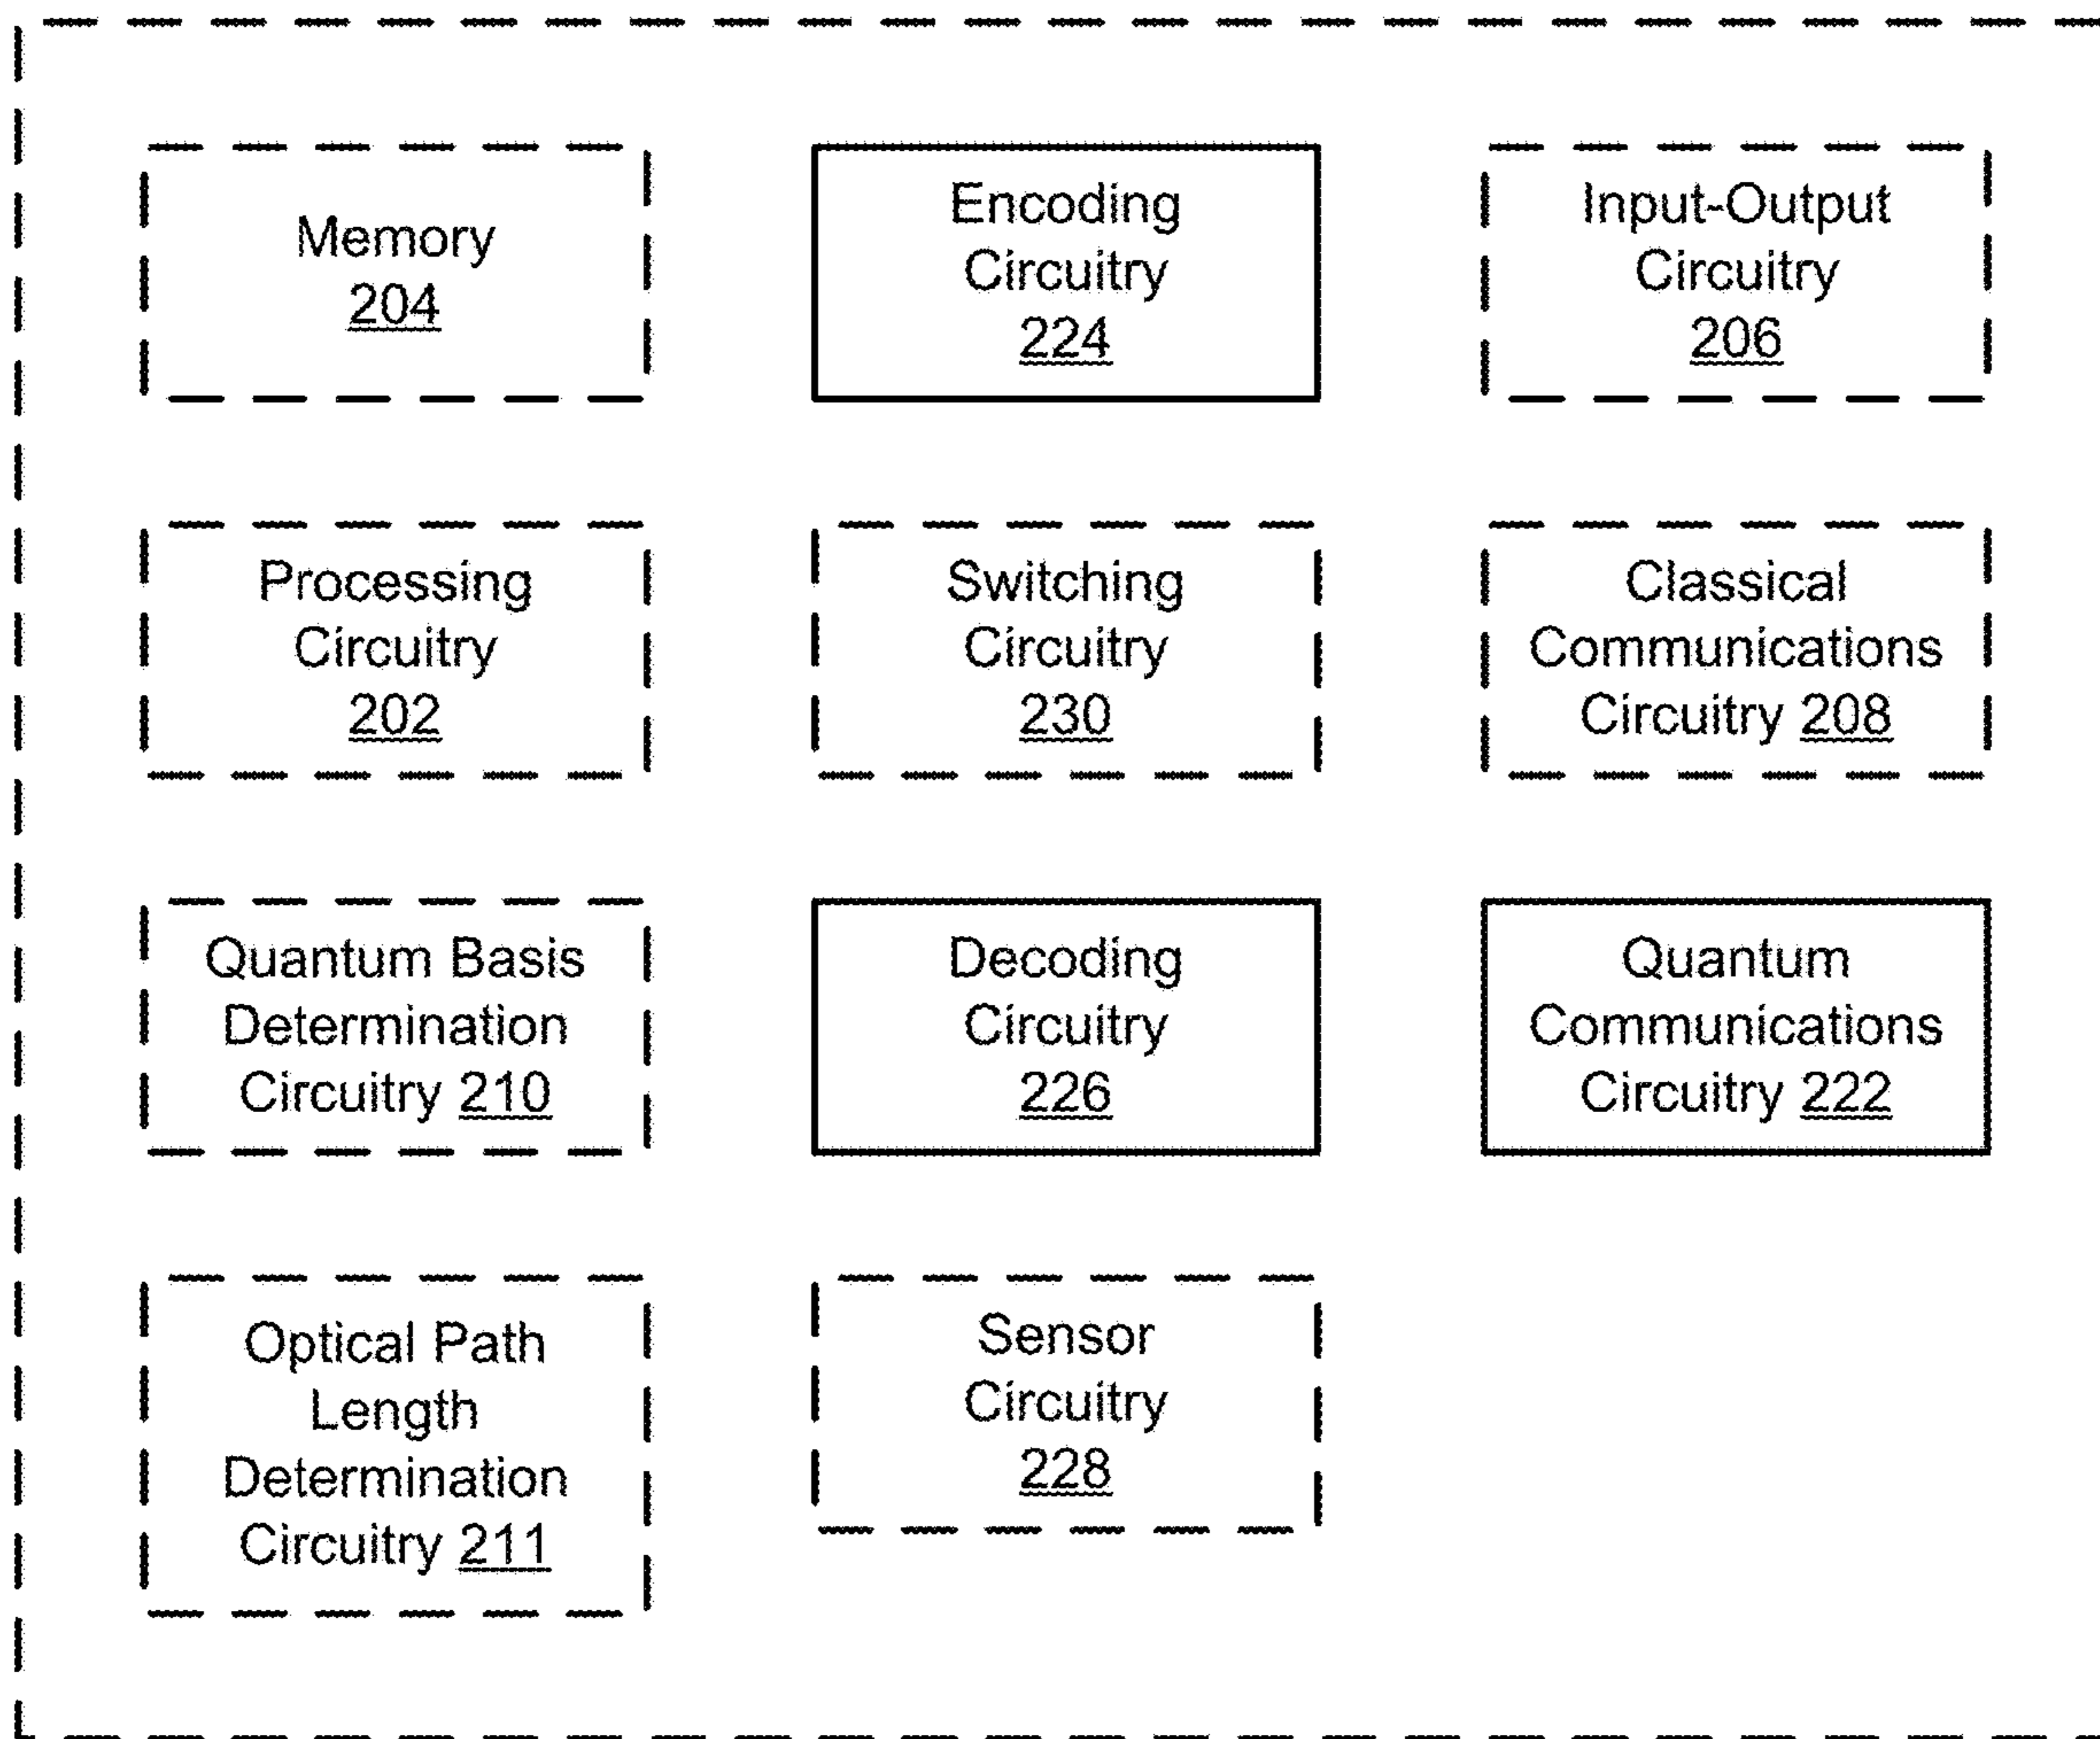 Memory
204
Encoding
Circuitry
224
Input-Output
Circuitry
206
Processing
Circuitry
202
Switching
Circuitry
230
Classical
Communications
Circuitry 208
Quantum Basis
Determination
Circuitry 210
Decoding
Circuitry
226
Quantum
Communications
Circuitry 222
Optical Path
Length
Determination
Circuitry 211
Sensor
Circuitry
228